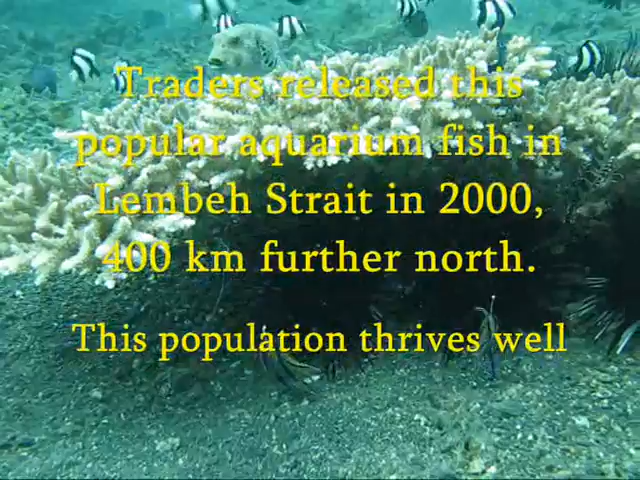 Traders released this
popular aquarium fish in
Lembeh Strait in 2000,
400 km further north.
This population thrives well